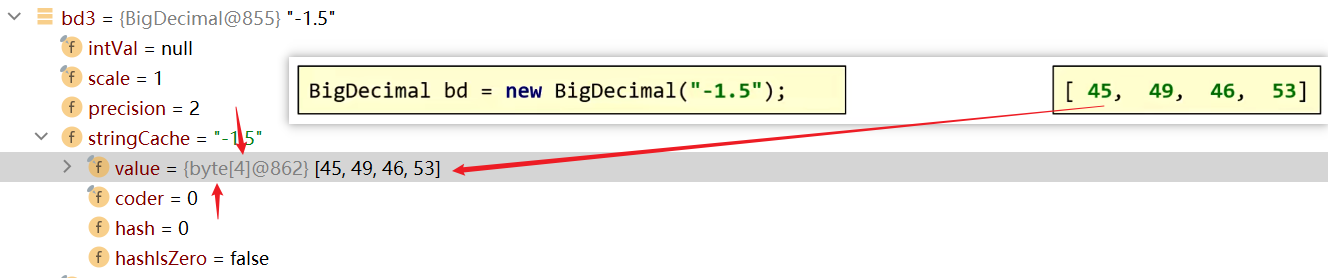 bd3 = {BigDecimal@855} "-1.5"
intVal = null
scale = 1
BigDecimal bd = new BigDecimal("-1.5");
[ 45, 49, 46, 53]
precision = 2
stringCache = "-1.5"
value = {byte[4]@862} [45, 49, 46, 53]
coder = 0
hash = 0
hashIsZero = false